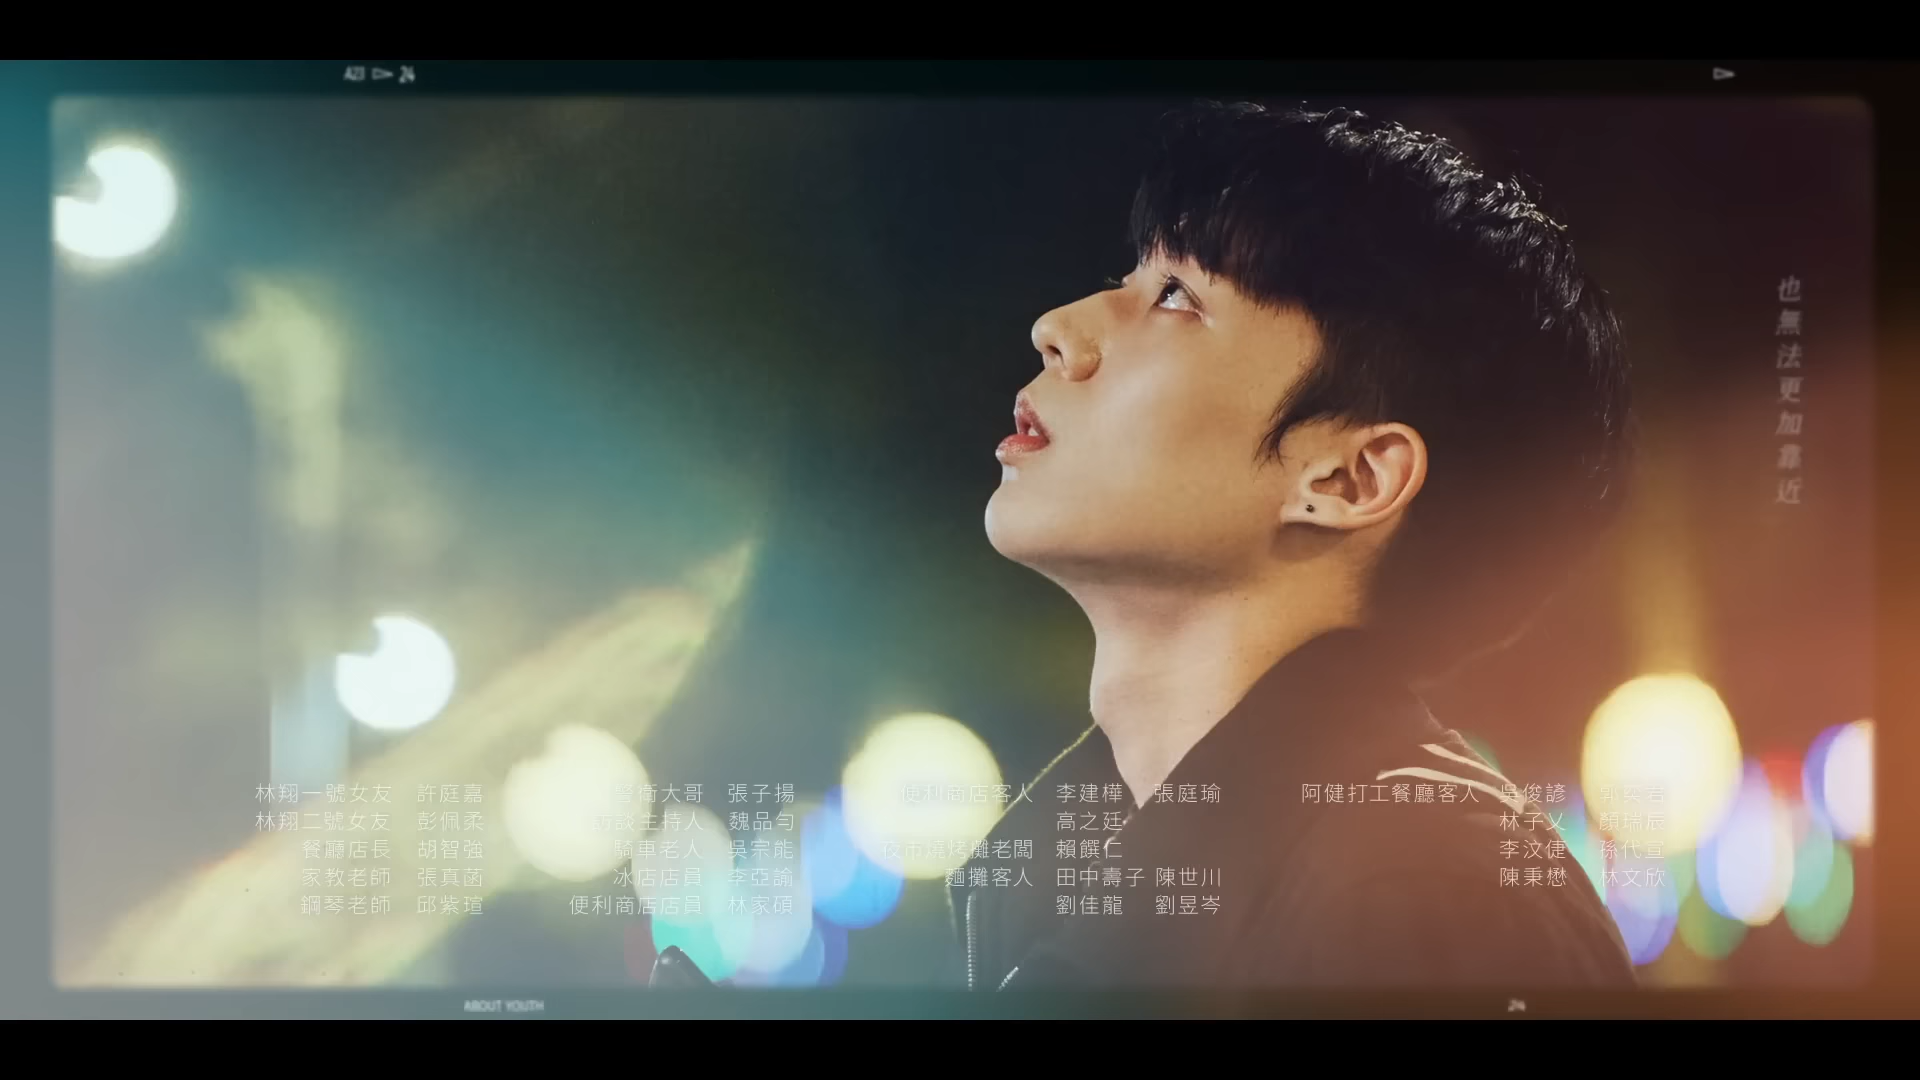 A23 ▷ 24
也無法更加靠近
林翔一號女友 許庭嘉
林翔二號女友 彭佩柔
餐廳店長 胡智強
家教老師 張真菡
鋼琴老師 邱紫瑄
警衛大哥 張子揚
訪談主持人 魏品勻
騎車老人 吳宗能
冰店店員 李亞諭
便利商店店員 林家碩
便利商店客人 李建樺 張庭瑜
高之廷
夜市燒烤攤老闆 賴饌仁
麵攤客人 田中壽子 陳世川
劉佳龍 劉昱岑
阿健打工餐廳客人 吳俊諺
林子乂 顏瑞辰
李汶倢 孫代宣
陳秉懋 林文欣
ABOUT YOUTH
24